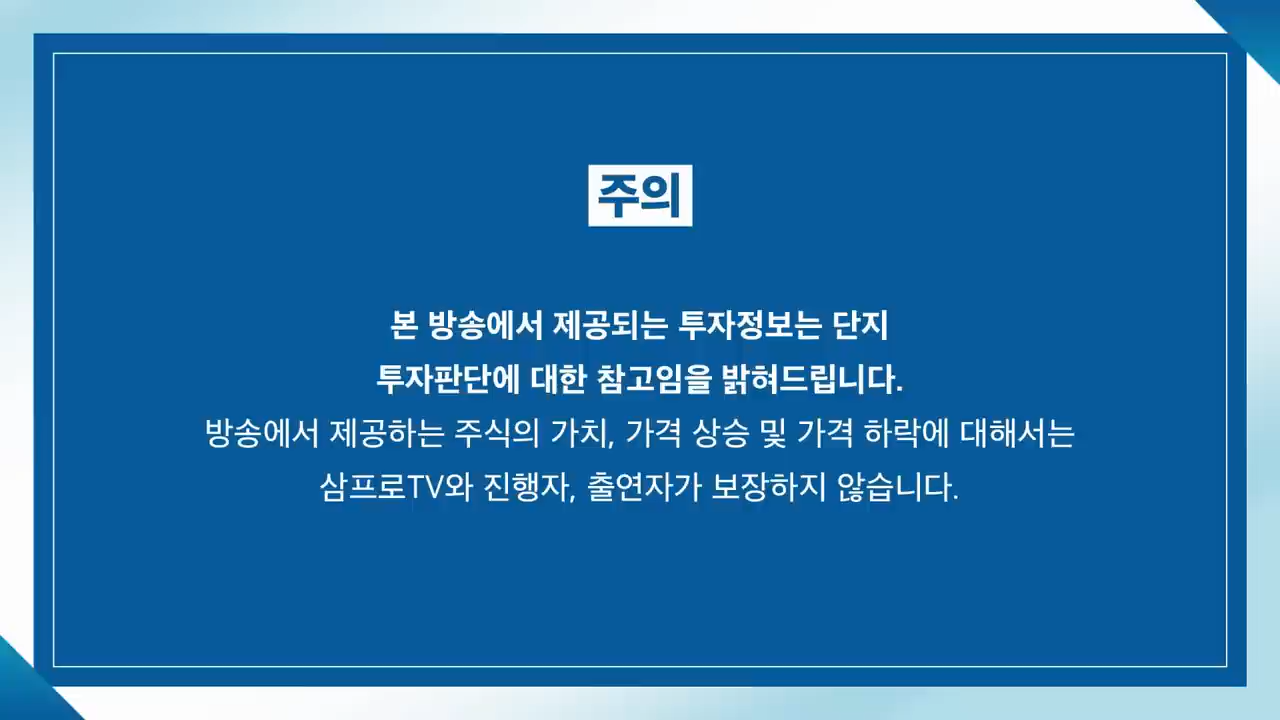 주의
본 방송에서 제공되는 투자정보는 단지
투자판단에 대한 참고임을 밝혀드립니다.
방송에서 제공하는 주식의 가치, 가격 상승 및 가격 하락에 대해서는
삼프로TV와 진행자, 출연자가 보장하지 않습니다.